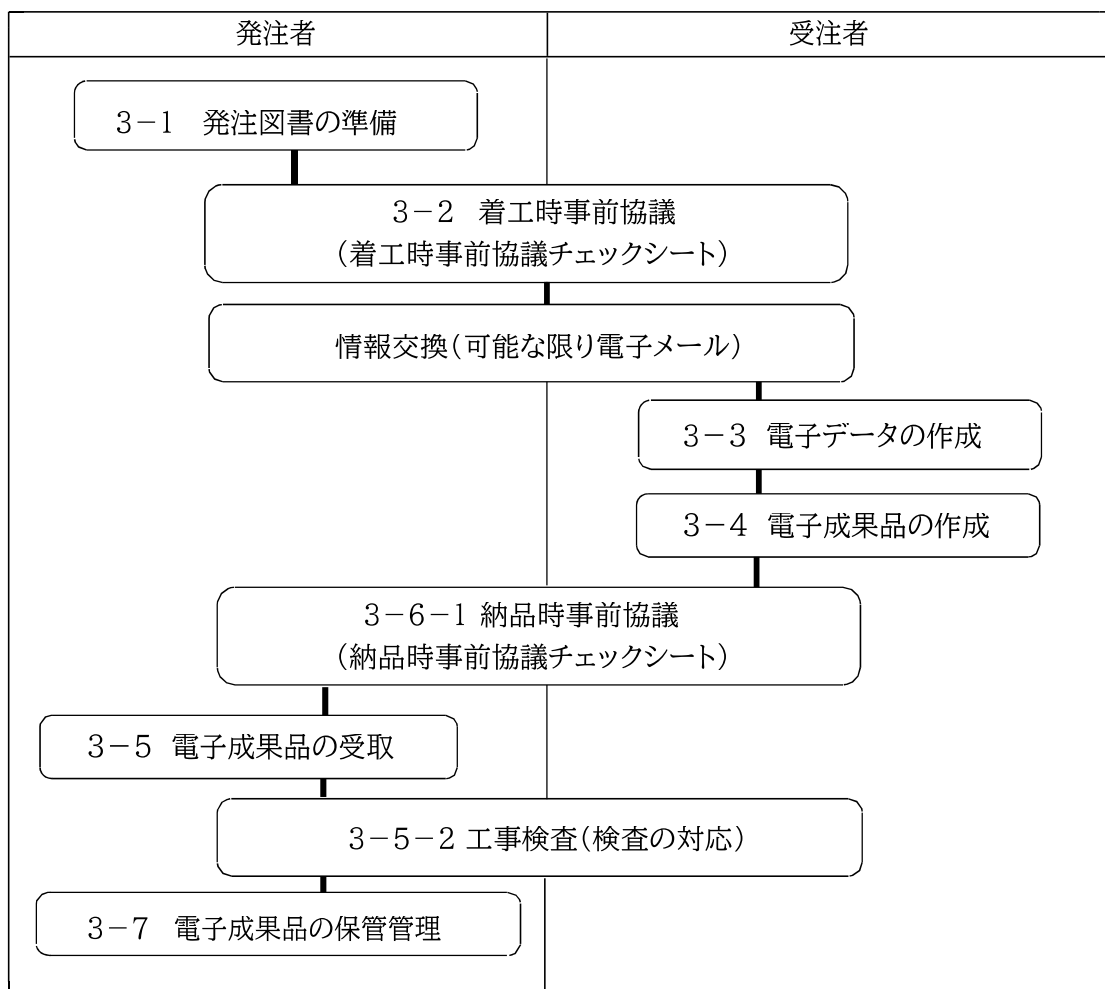 発注者
受注者
3-1 発注図書の準備
3-2 着工時事前協議
(着工時事前協議チェックシート)
情報交換(可能な限り電子メール)
3-3 電子データの作成
3-4 電子成果品の作成
3-6-1 納品時事前協議
(納品時事前協議チェックシート)
3-5 電子成果品の受取
3-5-2 工事検査(検査の対応)
3-7 電子成果品の保管管理